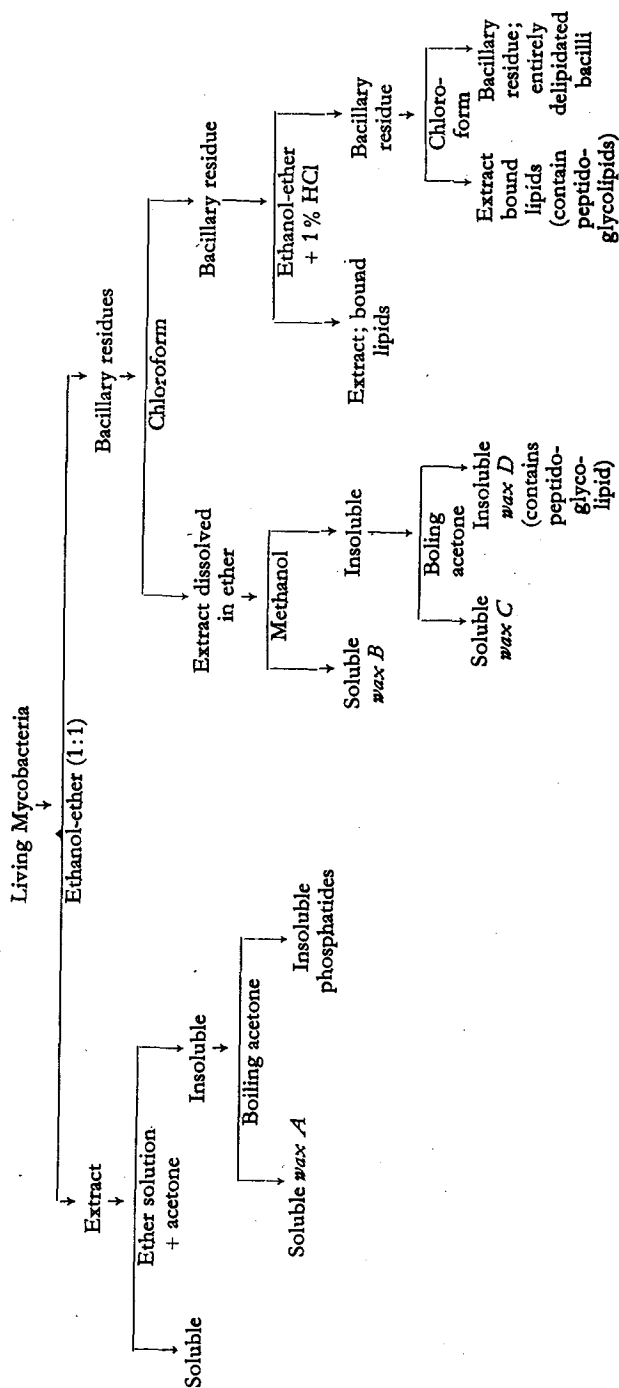 Living Mycobacteria
Ethanol-ether (1:1)
Extract
Bacillary residues
Ether solution
+ acetone
Chloroform
Soluble
Insoluble
Extract dissolved
in ether
Bacillary residue
Boiling acetone
Methanol
Ethanol-ether
+ 1% HCl
Soluble wax A
Insoluble
phosphatides
Soluble
wax B
Insoluble
Extract; bound
lipids
Bacillary
residue
Boling
acetone
Chloro-
form
Soluble
wax C
Insoluble
wax D
(contains
peptido-
glyco-
lipid)
Extract
bound
lipids
(contain
peptido-
glycolipids)
Bacillary
residue;
entirely
delipidated
bacilli